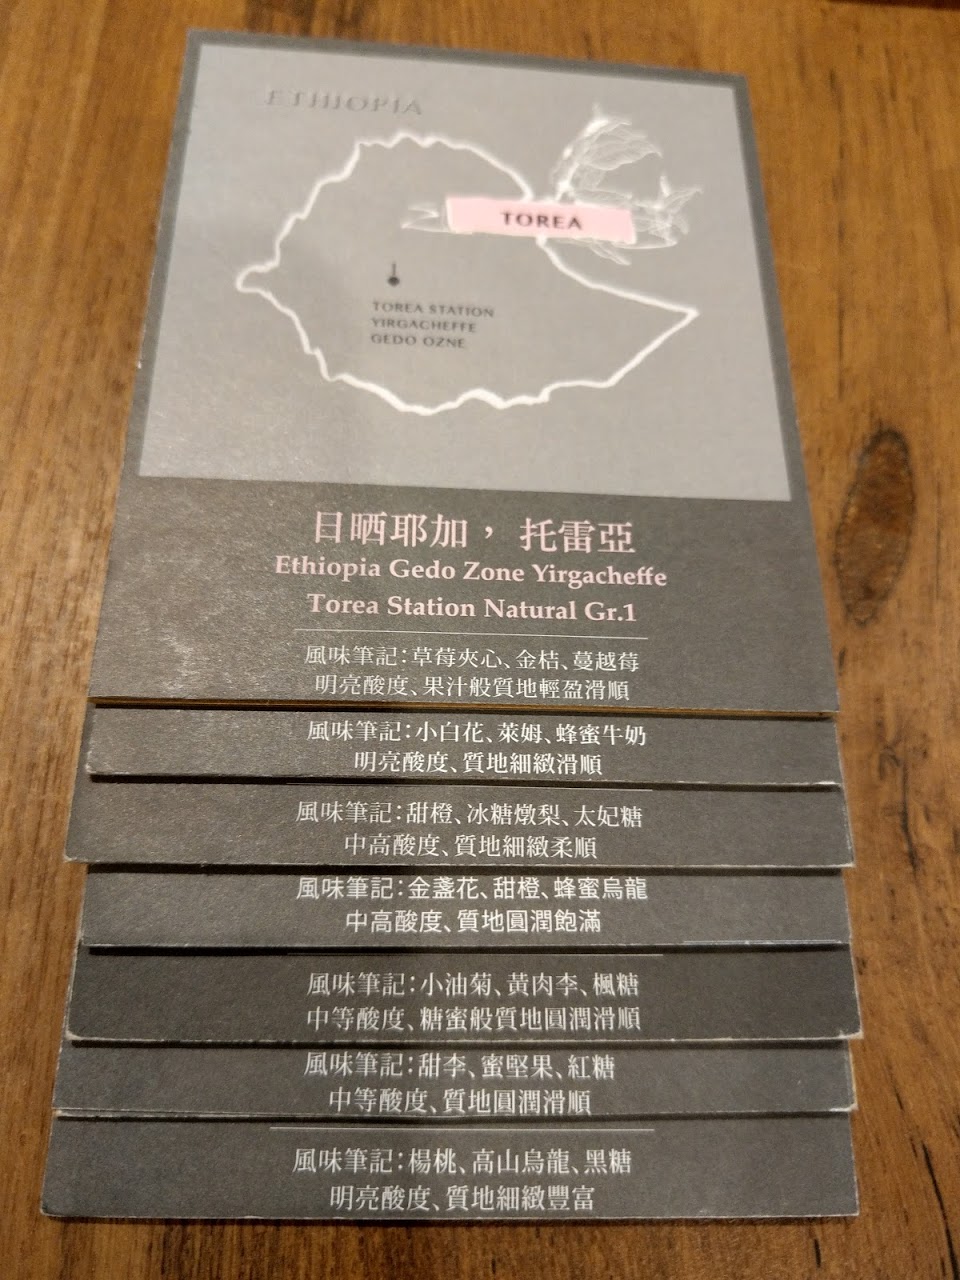 ETHIOPIA
TOREA
TOREA STATION
YIRGACHEFFE
GEDO OZNE
日晒耶加， 托雷亞
Ethiopia Gedo Zone Yirgacheffe
Torea Station Natural Gr.1
風味筆記：草莓夾心、金桔、蔓越莓
明亮酸度、果汁般質地輕盈滑順
風味筆記：小白花、萊姆、蜂蜜牛奶
明亮酸度、質地細緻滑順
風味筆記：甜橙、冰糖燉梨、太妃糖
中高酸度、質地細緻柔順
風味筆記：金盞花、甜橙、蜂蜜烏龍
中高酸度、質地圓潤飽滿
風味筆記：小油菊、黃肉李、楓糖
中等酸度、糖蜜般質地圓潤滑順
風味筆記：甜李、蜜堅果、紅糖
中等酸度、質地圓潤滑順
風味筆記：楊桃、高山烏龍、黑糖
明亮酸度、質地細緻豐富